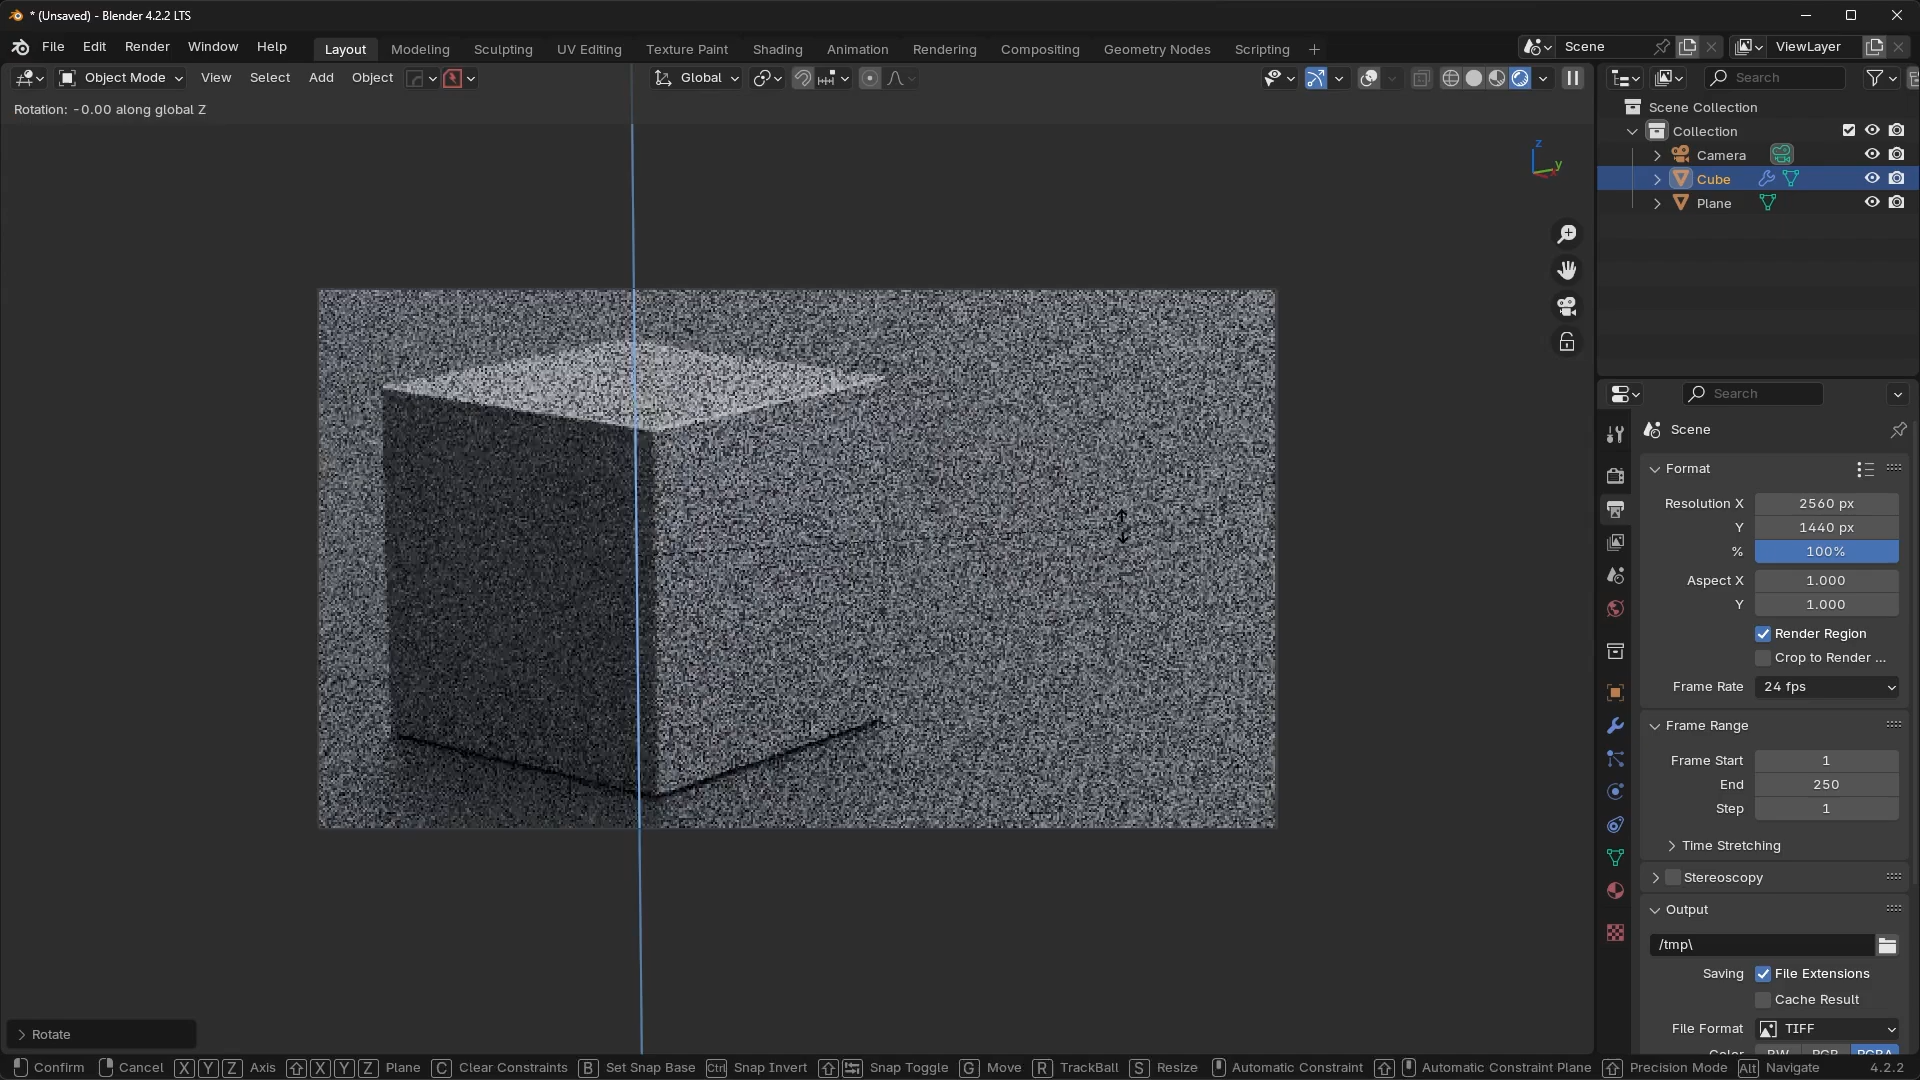 * (Unsaved) - Blender 4.2.2 LTS
File Edit Render Window Help
Layout Modeling Sculpting UV Editing Texture Paint Shading Animation Rendering Compositing Geometry Nodes Scripting +
Scene
ViewLayer
Object Mode View Select Add Object
Global
Search
Rotation: -0.00 along global Z
Scene Collection
Collection
Camera
Cube
Plane
Z
Y
Search
Scene
Format
Resolution X 2560 px
Y 1440 px
% 100%
Aspect X 1.000
Y 1.000
Render Region
Crop to Render ...
Frame Rate 24 fps
Frame Range
Frame Start 1
End 250
Step 1
Time Stretching
Stereoscopy
Output
/tmp\
Saving File Extensions
Cache Result
File Format TIFF
Color BW RGB RGBA
Rotate
Confirm Cancel X Y Z Axis X Y Z Plane C Clear Constraints B Set Snap Base Ctrl Snap Invert Snap Toggle G Move R TrackBall S Resize Automatic Constraint Automatic Constraint Plane Precision Mode Alt Navigate 4.2.2